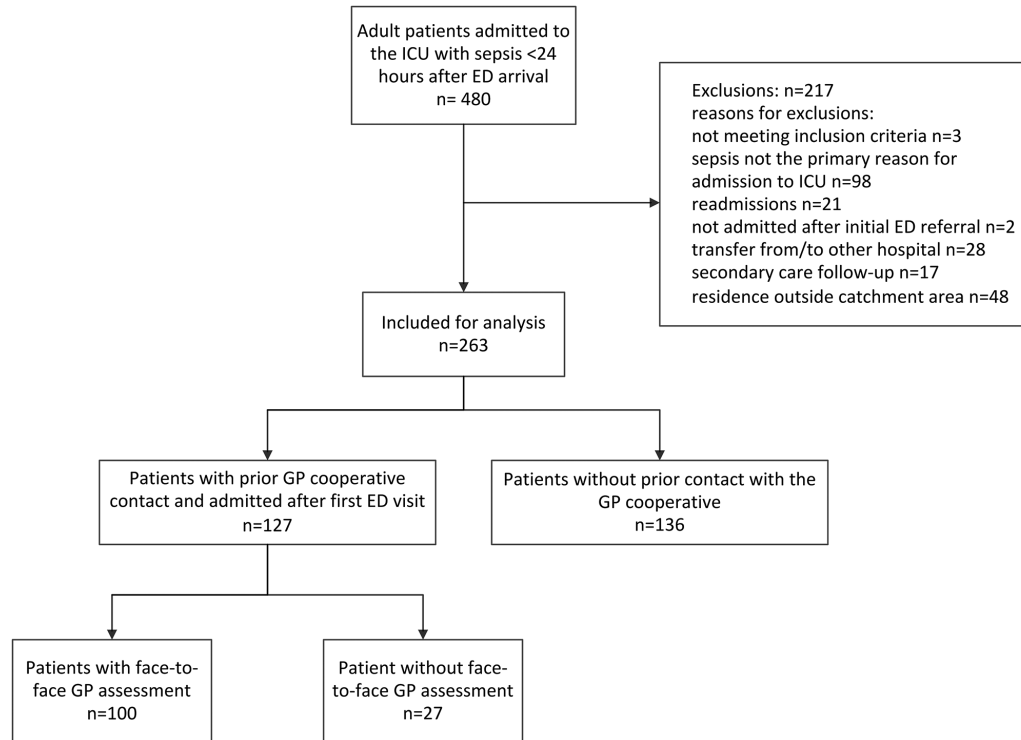 Adult patients admitted to
the ICU with sepsis <24
hours after ED arrival
n= 480
Exclusions: n=217
reasons for exclusions:
not meeting inclusion criteria n=3
sepsis not the primary reason for
admission to ICU n=98
readmissions n=21
not admitted after initial ED referral n=2
transfer from/to other hospital n=28
secondary care follow-up n=17
residence outside catchment area n=48
Included for analysis
n=263
Patients with prior GP cooperative
contact and admitted after first ED visit
n=127
Patients without prior contact with the
GP cooperative
n=136
Patients with face-to-
face GP assessment
n=100
Patient without face-
to-face GP assessment
n=27